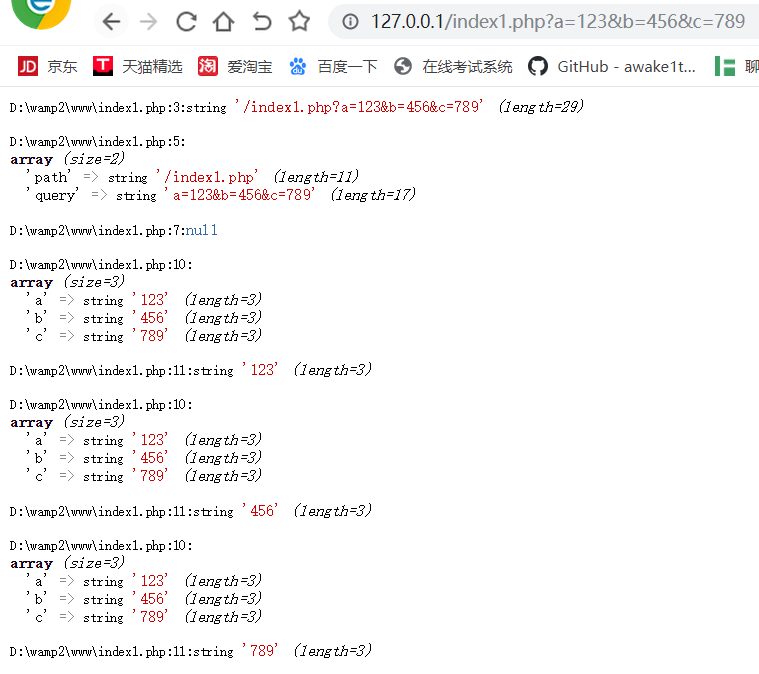 127.0.0.1/index1.php?a=123&b=456&c=789
JD 京东 T 天猫精选 淘 爱淘宝 百度一下 在线考试系统 GitHub - awake1t... 聊
D:\wamp2\www\index1.php:3:string '/index1.php?a=123&b=456&c=789' (length=29)
D:\wamp2\www\index1.php:5:
array (size=2)
'path' => string '/index1.php' (length=11)
'query' => string 'a=123&b=456&c=789' (length=17)
D:\wamp2\www\index1.php:7:null
D:\wamp2\www\index1.php:10:
array (size=3)
'a' => string '123' (length=3)
'b' => string '456' (length=3)
'c' => string '789' (length=3)
D:\wamp2\www\index1.php:11:string '123' (length=3)
D:\wamp2\www\index1.php:10:
array (size=3)
'a' => string '123' (length=3)
'b' => string '456' (length=3)
'c' => string '789' (length=3)
D:\wamp2\www\index1.php:11:string '456' (length=3)
D:\wamp2\www\index1.php:10:
array (size=3)
'a' => string '123' (length=3)
'b' => string '456' (length=3)
'c' => string '789' (length=3)
D:\wamp2\www\index1.php:11:string '789' (length=3)